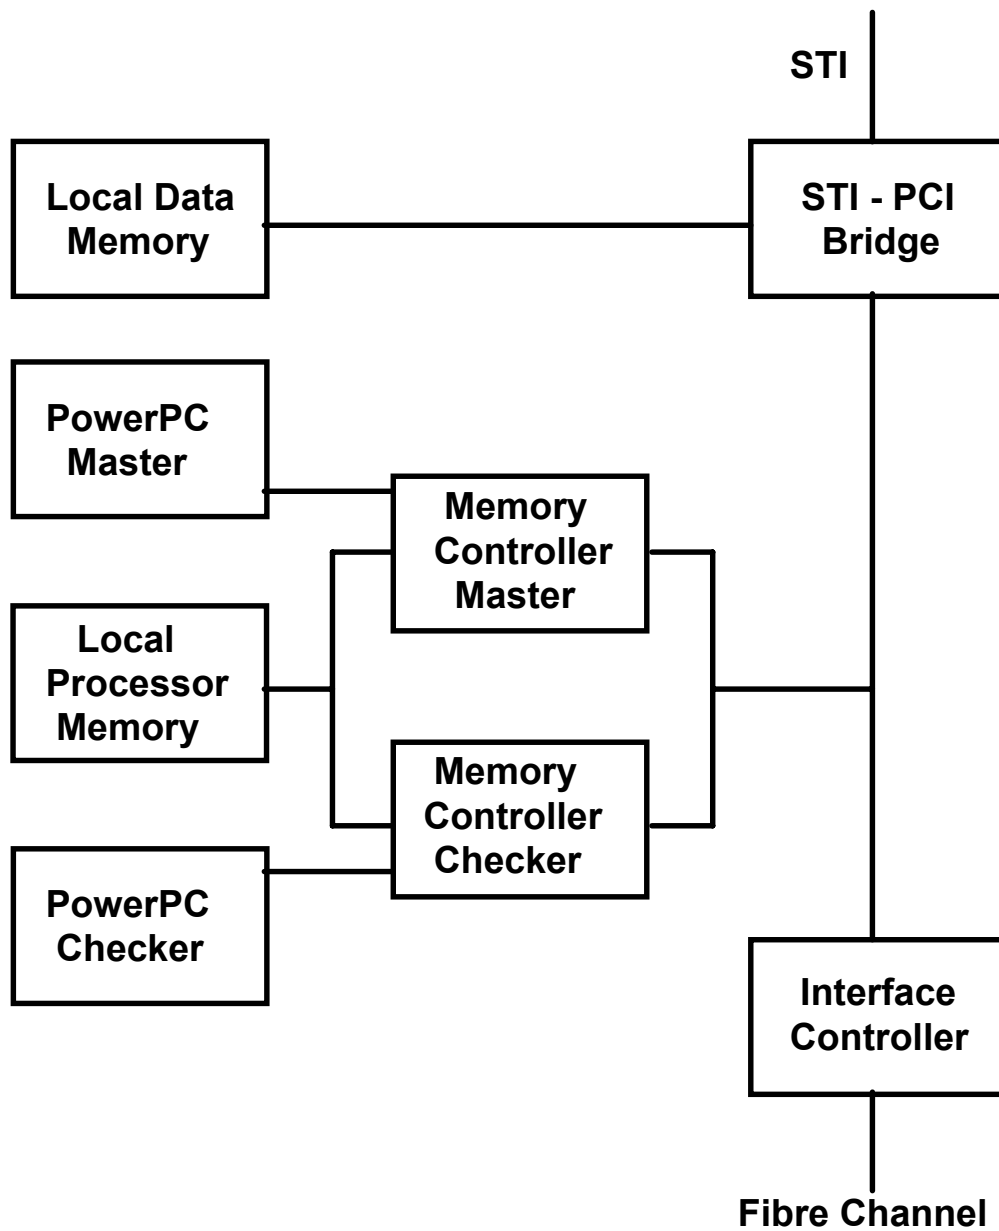 STI
Local Data
Memory
STI - PCI
Bridge
PowerPC
Master
Memory
Controller
Master
Local
Processor
Memory
Memory
Controller
Checker
PowerPC
Checker
Interface
Controller
Fibre Channel